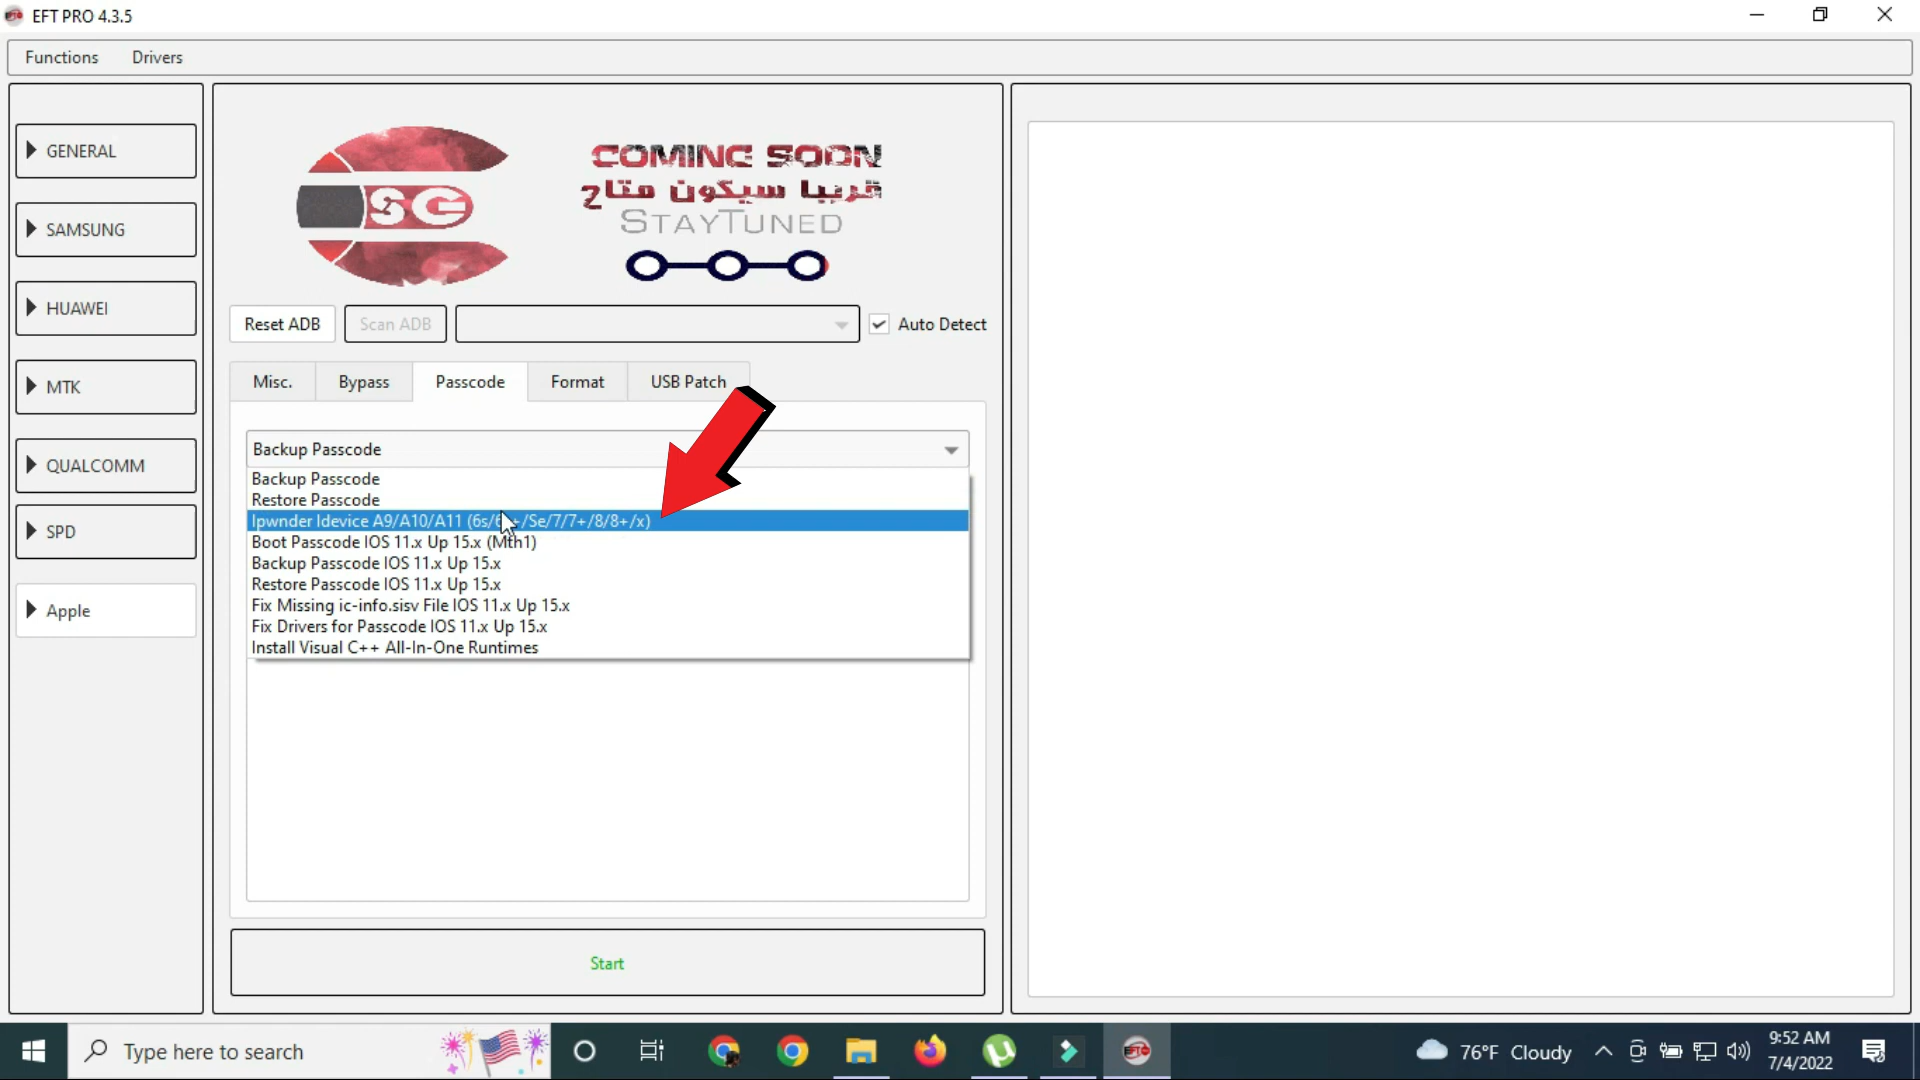 EFT PRO 4.3.5
Functions Drivers
GENERAL
SAMSUNG
HUAWEI
MTK
QUALCOMM
SPD
Apple
SG
COMING SOON
قريبا سيكون متاح
STAYTUNED
Reset ADB Scan ADB Auto Detect
Misc. Bypass Passcode Format USB Patch
Backup Passcode
Backup Passcode
Restore Passcode
Ipwnder Idevice A9/A10/A11 (6s/6 +/Se/7/7+/8/8+/x)
Boot Passcode IOS 11.x Up 15.x (Mth1)
Backup Passcode IOS 11.x Up 15.x
Restore Passcode IOS 11.x Up 15.x
Fix Missing ic-info.sisv File IOS 11.x Up 15.x
Fix Drivers for Passcode IOS 11.x Up 15.x
Install Visual C++ All-In-One Runtimes
Start
Type here to search
76°F Cloudy
9:52 AM
7/4/2022